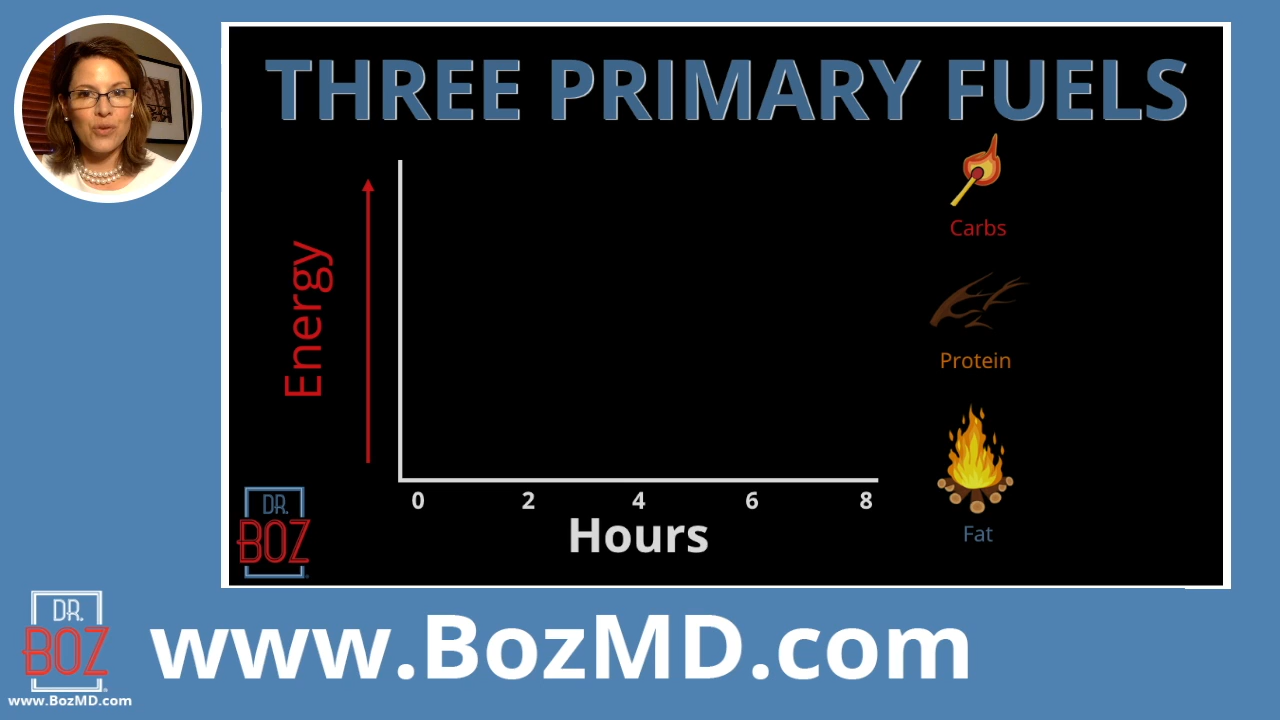 THREE PRIMARY FUELS
Energy
Carbs
Protein
Fat
0 2 4 6 8
Hours
DR.
BOZ
DR.
BOZ
www.BozMD.com
www.BozMD.com